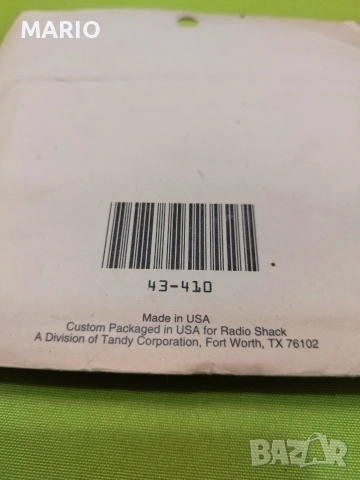 MARIO
43-410
Made in USA
Custom Packaged in USA for Radio Shack
A Division of Tandy Corporation, Fort Worth, TX 76102
BAZAR